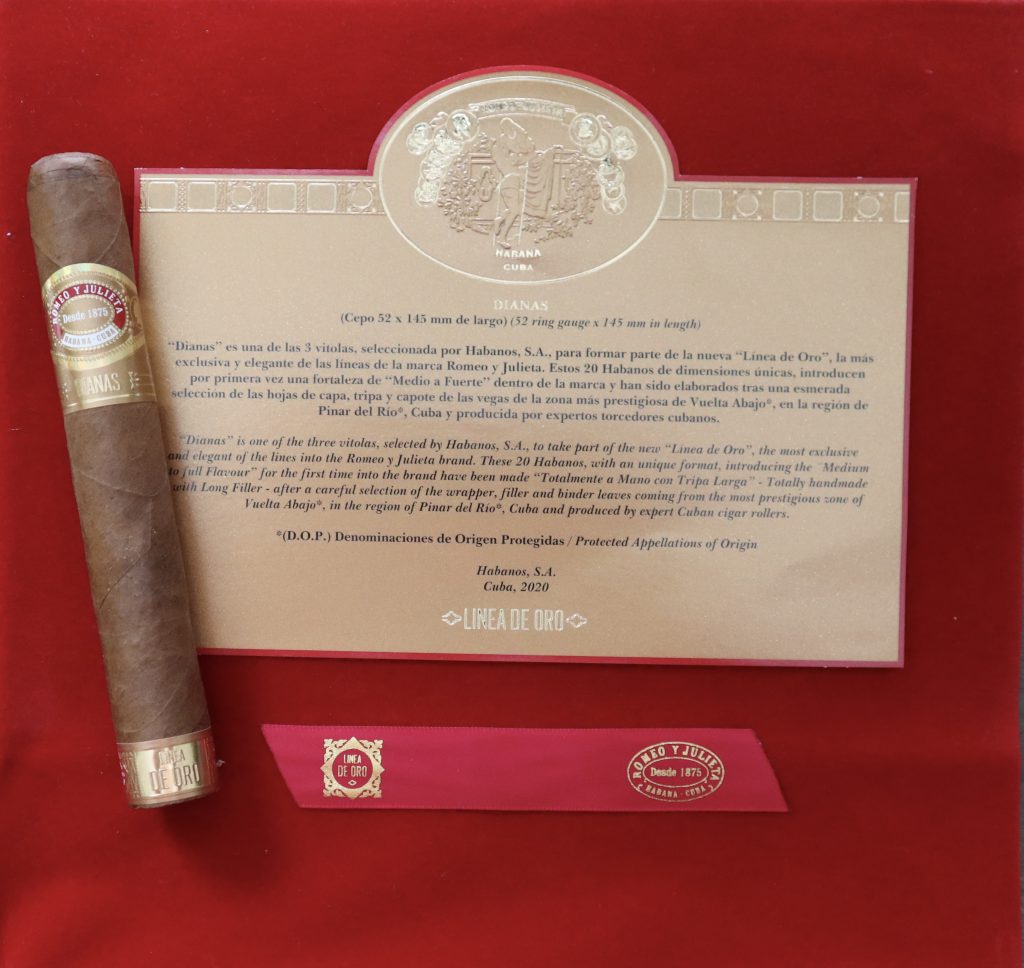 HABANA
CUBA
DIANAS
(Cepo 52 x 145 mm de largo) (52 ring gauge x 145 mm in length)
“Dianas” es una de las 3 vitolas, seleccionada por Habanos, S.A., para formar parte de la nueva “Línea de Oro”, la más
exclusiva y elegante de las líneas de la marca Romeo y Julieta. Estos 20 Habanos de dimensiones únicas, introducen
por primera vez una fortaleza de “Medio a Fuerte” dentro de la marca y han sido elaborados tras una esmerada
selección de las hojas de capa, tripa y capote de las vegas de la zona más prestigiosa de Vuelta Abajo*, en la región de
Pinar del Río*, Cuba y producida por expertos torcedores cubanos.
“Dianas” is one of the three vitolas, selected by Habanos, S.A., to take part of the new “Línea de Oro”, the most exclusive
and elegant of the lines into the Romeo y Julieta brand. These 20 Habanos, with an unique format, introducing the “Medium
to full Flavour” for the first time into the brand have been made “Totalmente a Mano con Tripa Larga” - Totally handmade
with Long Filler - after a careful selection of the wrapper, filler and binder leaves coming from the most prestigious zone of
Vuelta Abajo*, in the region of Pinar del Río*, Cuba and produced by expert Cuban cigar rollers.
*(D.O.P.) Denominaciones de Origen Protegidas / Protected Appellations of Origin
Habanos, S.A.
Cuba, 2020
LINEA DE ORO
ROMEO Y JULIETA
Desde 1875
HABANA - CUBA
DIANAS
LINEA
DE ORO
LINEA
DE ORO
ROMEO Y JULIETA
Desde 1875
HABANA - CUBA